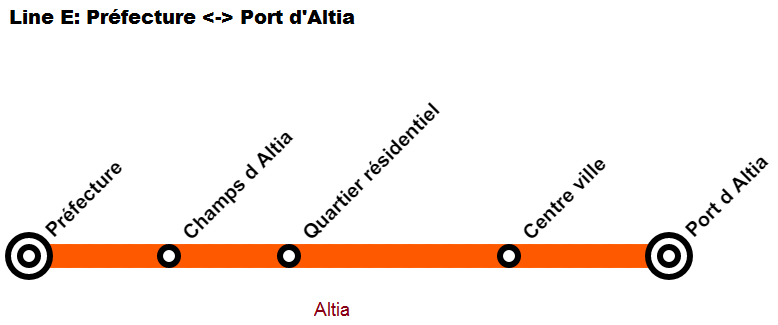 Line E: Préfecture <-> Port d'Altia
Préfecture
Champs d Altia
Quartier résidentiel
Centre ville
Port d Altia
Altia